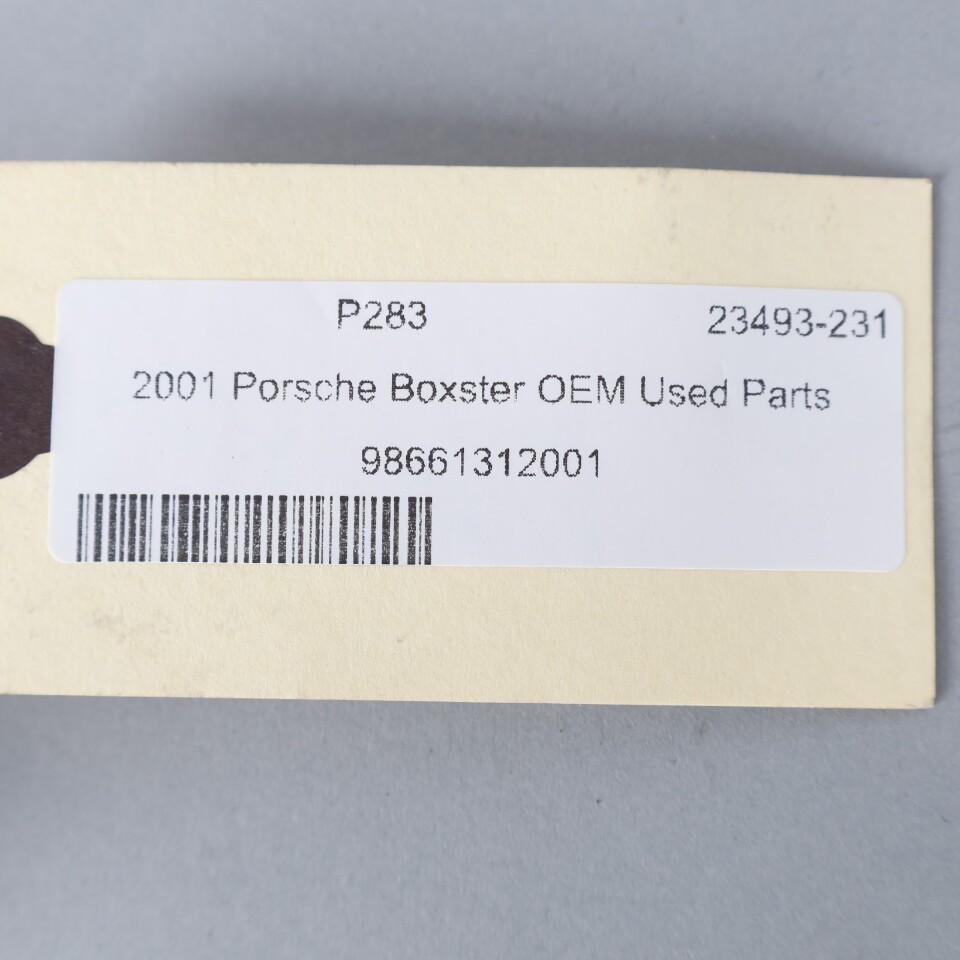 P283 23493-231
2001 Porsche Boxster OEM Used Parts
98661312001